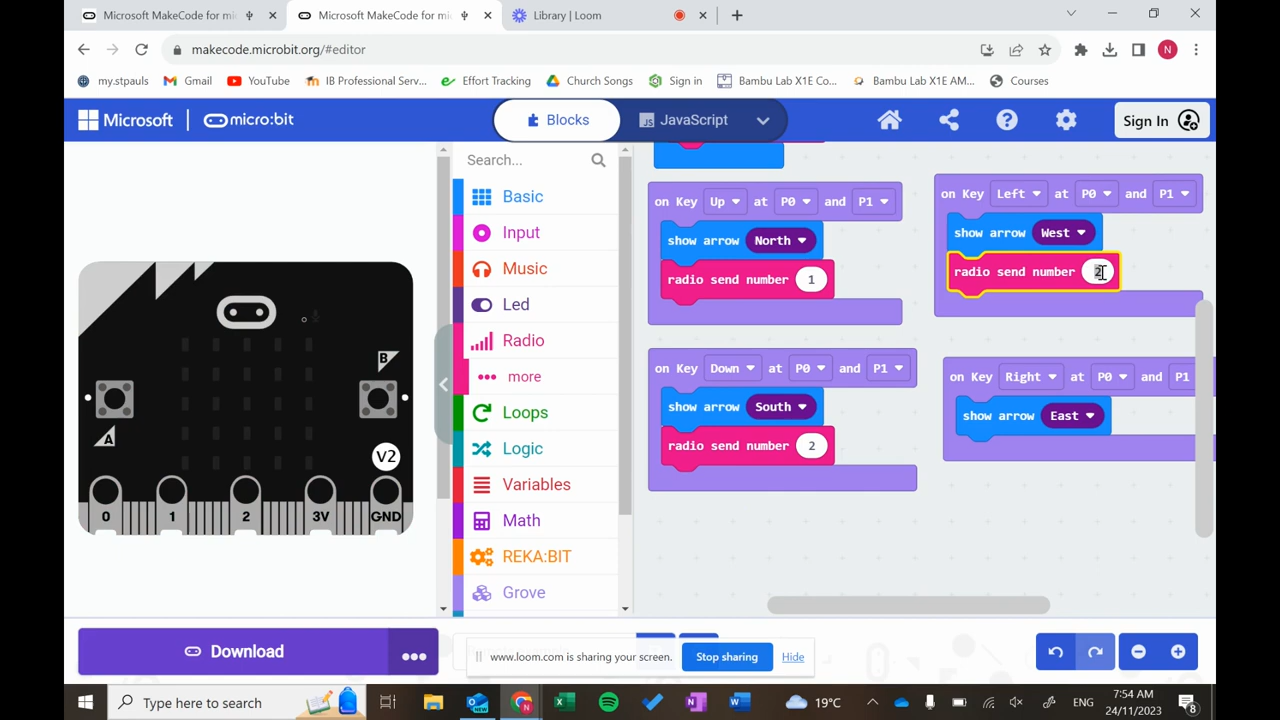 Microsoft MakeCode for mi
Microsoft MakeCode for mi
Library | Loom
makecode.microbit.org/#editor
N
my.stpauls
Gmail
YouTube
IB Professional Serv...
Effort Tracking
Church Songs
Sign in
Bambu Lab X1E Co...
Bambu Lab X1E AM...
Courses
Microsoft
micro:bit
Blocks
JS
JavaScript
Sign In
Search...
Basic
Input
Music
Led
Radio
more
Loops
Logic
Variables
Math
REKA:BIT
Grove
A
B
V2
0
1
2
3V
GND
on Key Up at P0 and P1
show arrow North
radio send number 1
on Key Left at P0 and P1
show arrow West
radio send number 2
on Key Down at P0 and P1
show arrow South
radio send number 2
on Key Right at P0 and P1
show arrow East
Download
www.loom.com is sharing your screen.
Stop sharing
Hide
Type here to search
19°C
ENG
7:54 AM
24/11/2023
8